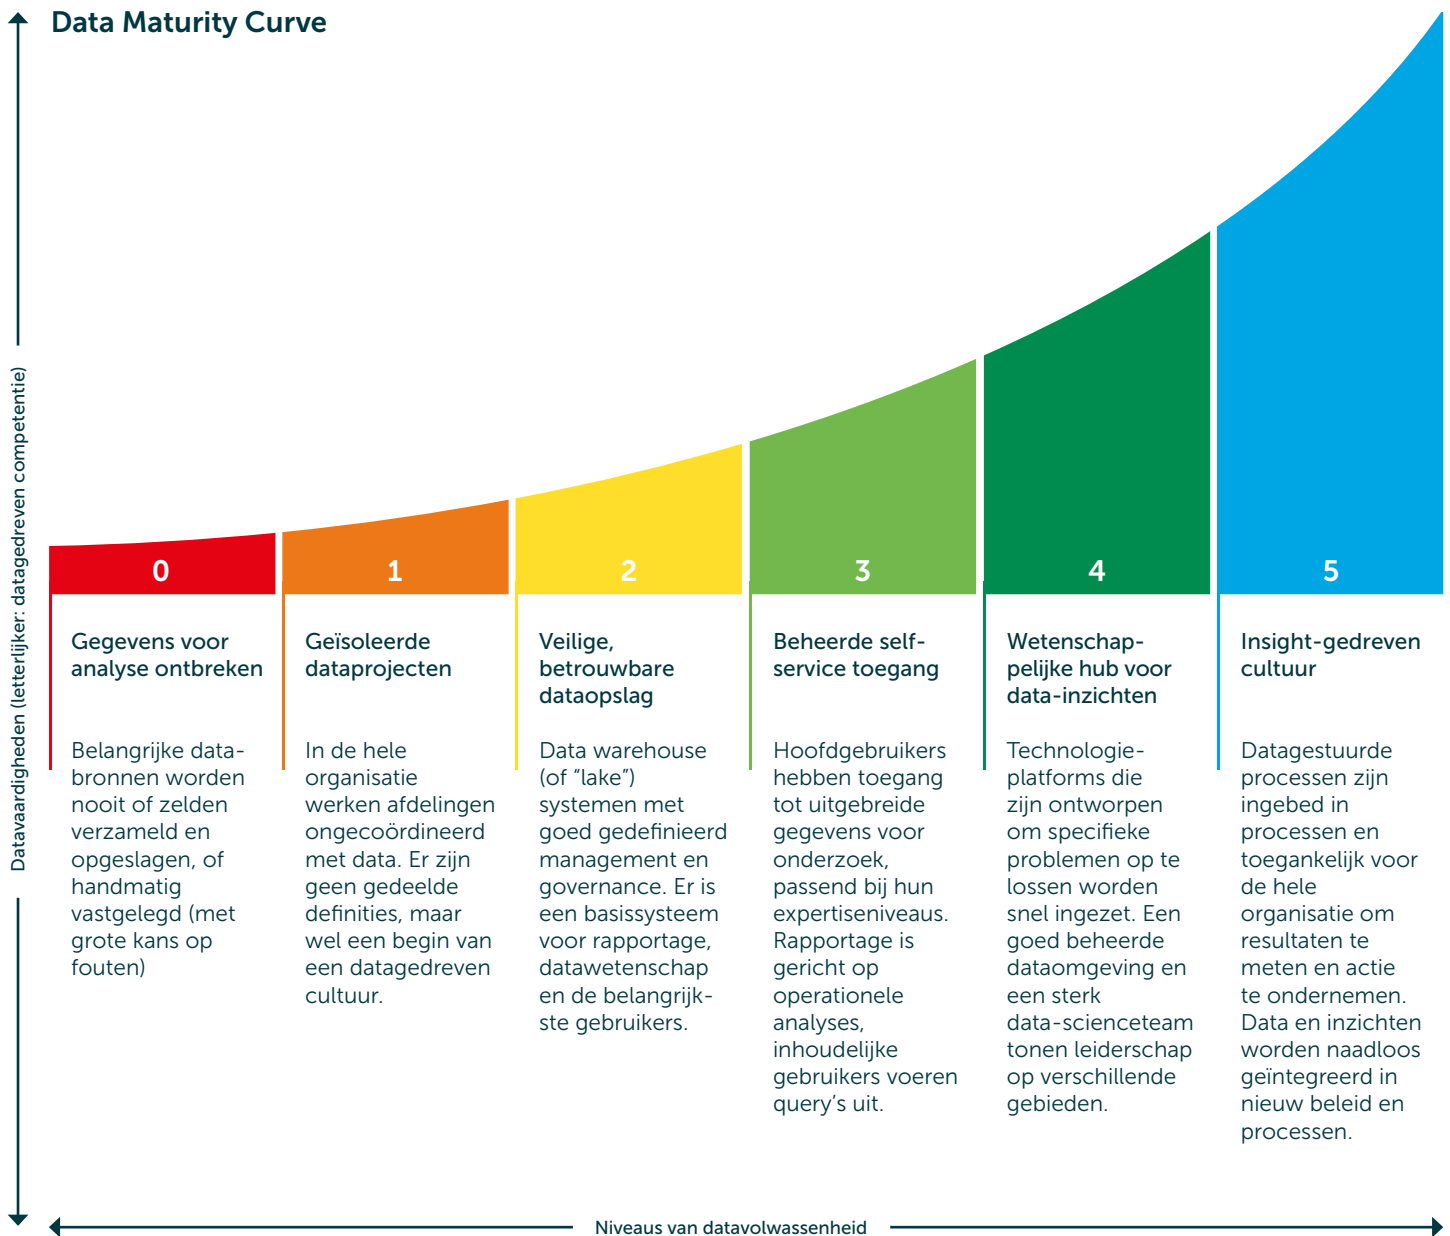 Data Maturity Curve
Datavaardigheden (letterlijker: datagedreven competentie)
0
Gegevens voor
analyse ontbreken
Belangrijke data-
bronnen worden
nooit of zelden
verzameld en
opgeslagen, of
handmatig
vastgelegd (met
grote kans op
fouten)
1
Geïsoleerde
dataprojecten
In de hele
organisatie
werken afdelingen
ongecoördineerd
met data. Er zijn
geen gedeelde
definities, maar
wel een begin van
een datagedreven
cultuur.
2
Veilige,
betrouwbare
dataopslag
Data warehouse
(of “lake”)
systemen met
goed gedefinieerd
management en
governance. Er is
een basissysteem
voor rapportage,
datawetenschap
en de belangrijk-
ste gebruikers.
3
Beheerde self-
service toegang
Hoofdgebruikers
hebben toegang
tot uitgebreide
gegevens voor
onderzoek,
passend bij hun
expertiseniveaus.
Rapportage is
gericht op
operationele
analyses,
inhoudelijke
gebruikers voeren
query’s uit.
4
Wetenschap-
pelijke hub voor
data-inzichten
Technologie-
platforms die
zijn ontworpen
om specifieke
problemen op te
lossen worden
snel ingezet. Een
goed beheerde
dataomgeving en
een sterk
data-scienceteam
tonen leiderschap
op verschillende
gebieden.
5
Insight-gedreven
cultuur
Datagestuurde
processen zijn
ingebed in
processen en
toegankelijk voor
de hele
organisatie om
resultaten te
meten en actie
te ondernemen.
Data en inzichten
worden naadloos
geïntegreerd in
nieuw beleid en
processen.
Niveaus van datavolwassenheid